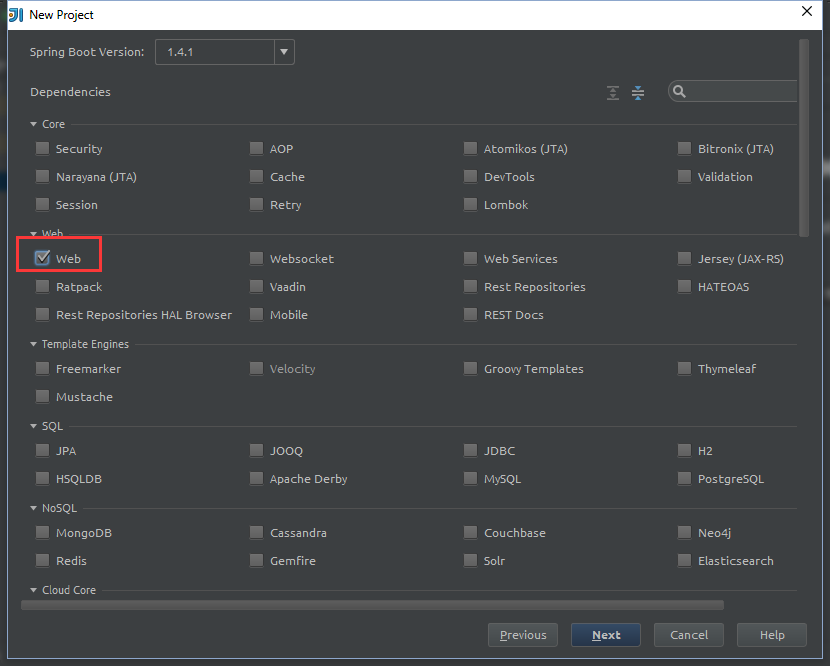 New Project
Spring Boot Version: 1.4.1
Dependencies
Core
Security AOP Atomikos (JTA) Bitronix (JTA)
Narayana (JTA) Cache DevTools Validation
Session Retry Lombok
Web
Web Websocket Web Services Jersey (JAX-RS)
Ratpack Vaadin Rest Repositories HATEOAS
Rest Repositories HAL Browser Mobile REST Docs
Template Engines
Freemarker Velocity Groovy Templates Thymeleaf
Mustache
SQL
JPA JOOQ JDBC H2
HSQLDB Apache Derby MySQL PostgreSQL
NoSQL
MongoDB Cassandra Couchbase Neo4j
Redis Gemfire Solr Elasticsearch
Cloud Core
Previous Next Cancel Help